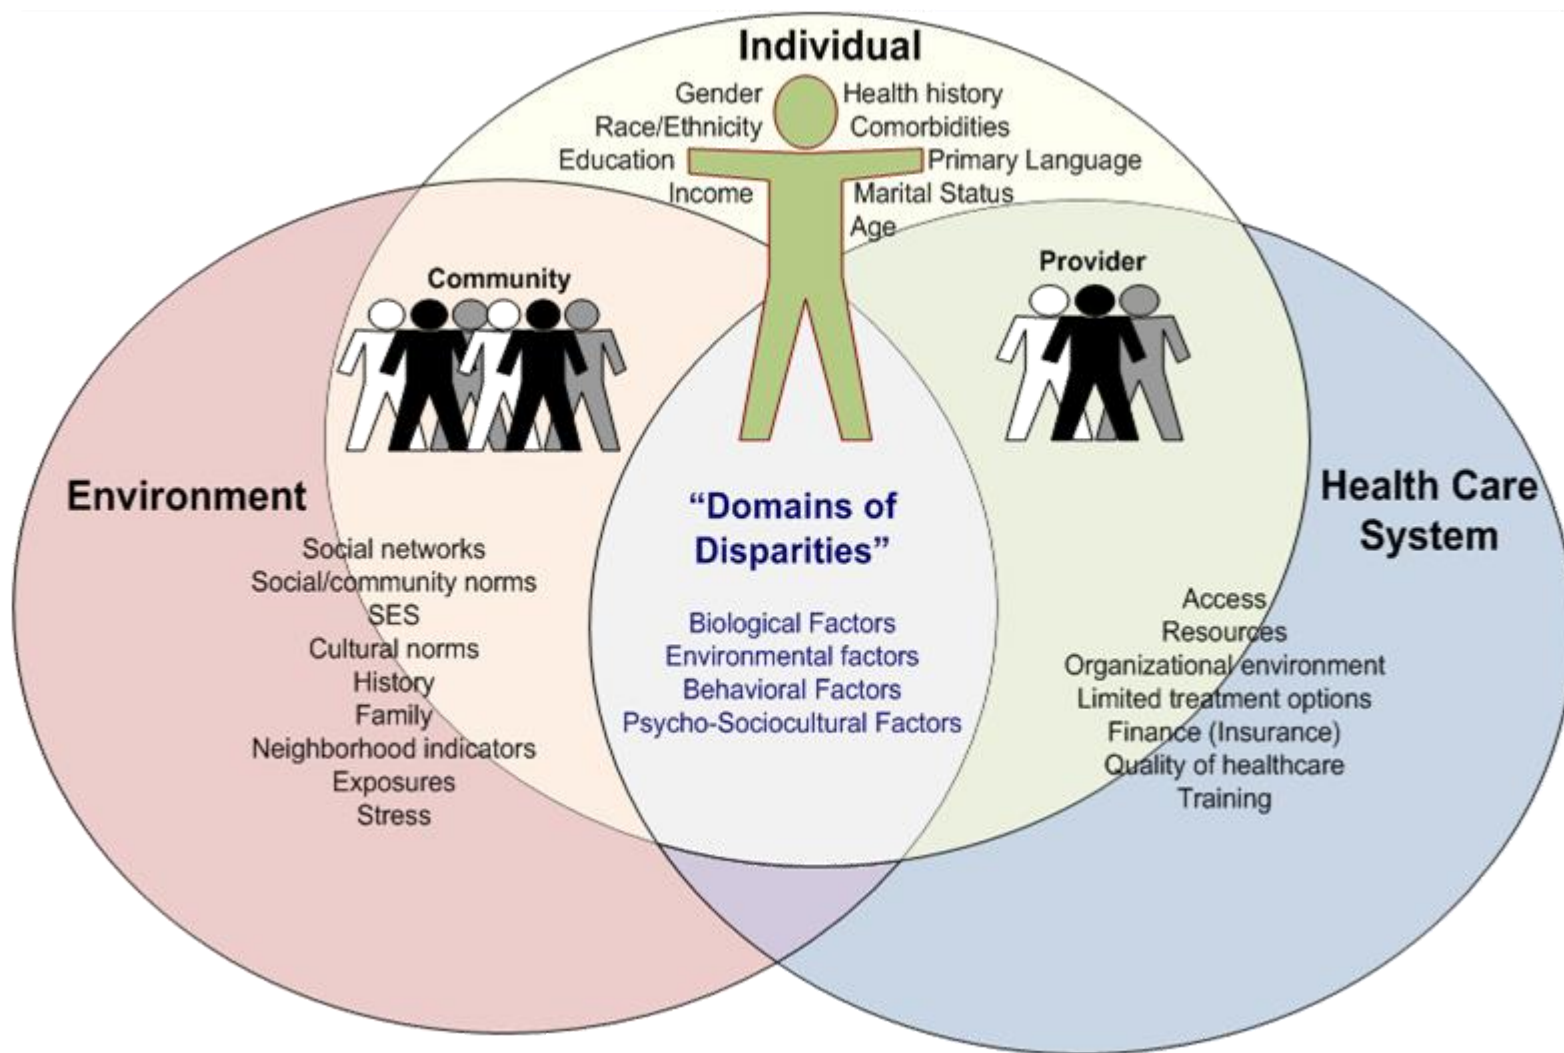 Individual
Gender
Health history
Race/Ethnicity
Comorbidities
Education
Primary Language
Income
Marital Status
Age
Community
Provider
Environment
Social networks
Social/community norms
SES
Cultural norms
History
Family
Neighborhood indicators
Exposures
Stress
“Domains of
Disparities”
Biological Factors
Environmental factors
Behavioral Factors
Psycho-Sociocultural Factors
Health Care
System
Access
Resources
Organizational environment
Limited treatment options
Finance (Insurance)
Quality of healthcare
Training